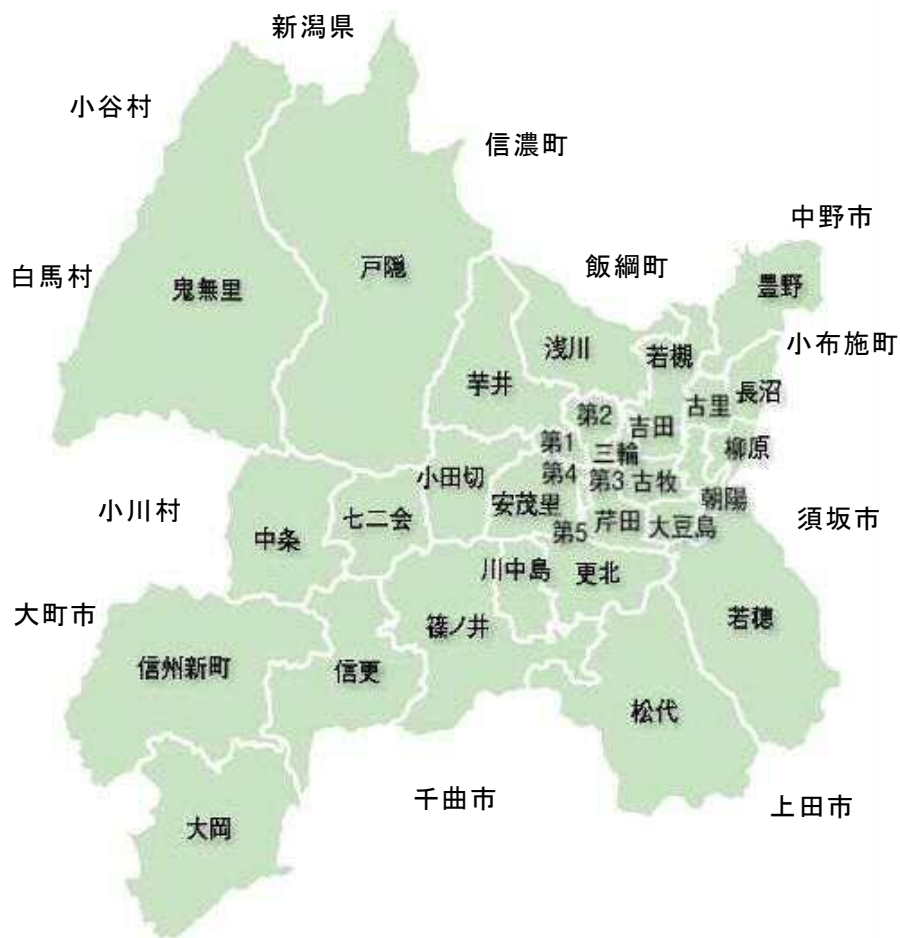 新潟県
小谷村
信濃町
中野市
白馬村
鬼無里
戸隠
飯綱町
豊野
浅川
若槻
小布施町
芋井
古里
長沼
第2
吉田
第1
三輪
柳原
小田切
第4
第3
古牧
安茂里
朝陽
小川村
中条
七二会
第5
芹田
大豆島
須坂市
川中島
更北
大町市
篠ノ井
若穂
信州新町
信更
松代
千曲市
上田市
大岡